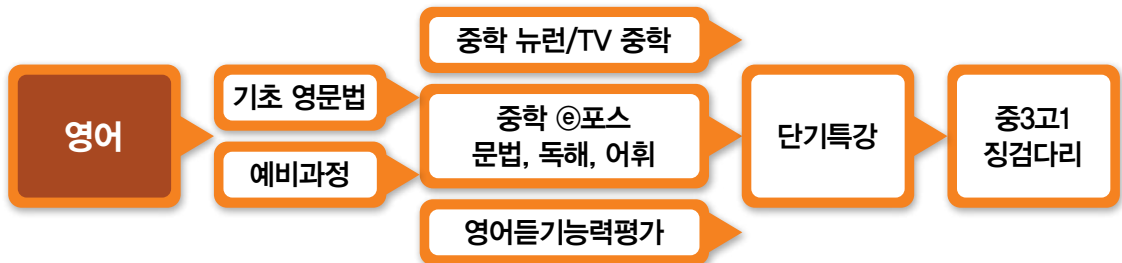 영어
기초 영문법
예비과정
중학 뉴런/TV 중학
중학 ⓔ포스
문법, 독해, 어휘
영어듣기능력평가
단기특강
중3고1
징검다리